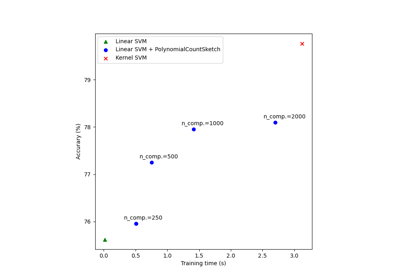 Linear SVM
Linear SVM + PolynomialCountSketch
Kernel SVM
79
78
77
76
Accurary (%)
n_comp.=2000
n_comp.=1000
n_comp.=500
n_comp.=250
0.0 0.5 1.0 1.5 2.0 2.5 3.0
Training time (s)